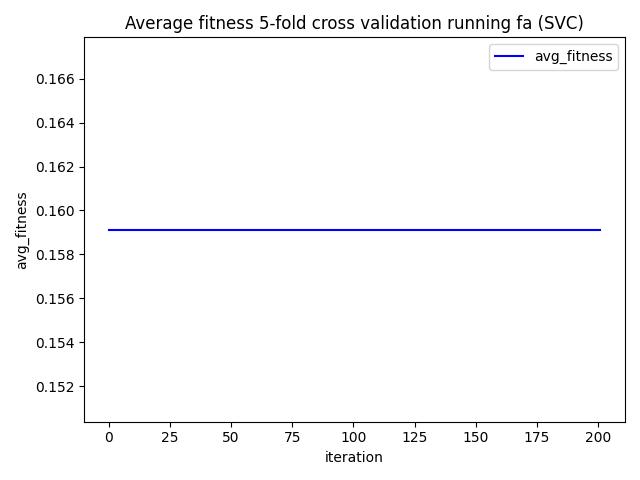 Average fitness 5-fold cross validation running fa (SVC)
avg_fitness
0.166
0.164
0.162
0.160
0.158
0.156
0.154
0.152
avg_fitness
0 25 50 75 100 125 150 175 200
iteration